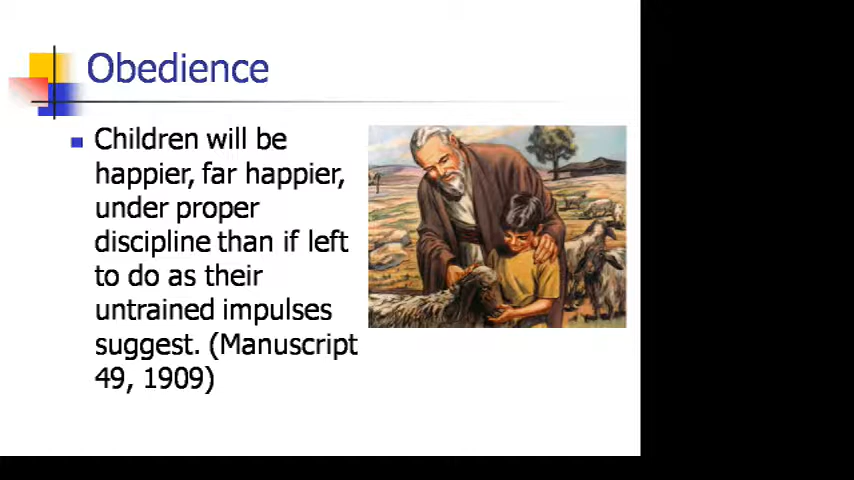 Obedience
Children will be
happier, far happier,
under proper
discipline than if left
to do as their
untrained impulses
suggest. (Manuscript
49, 1909)